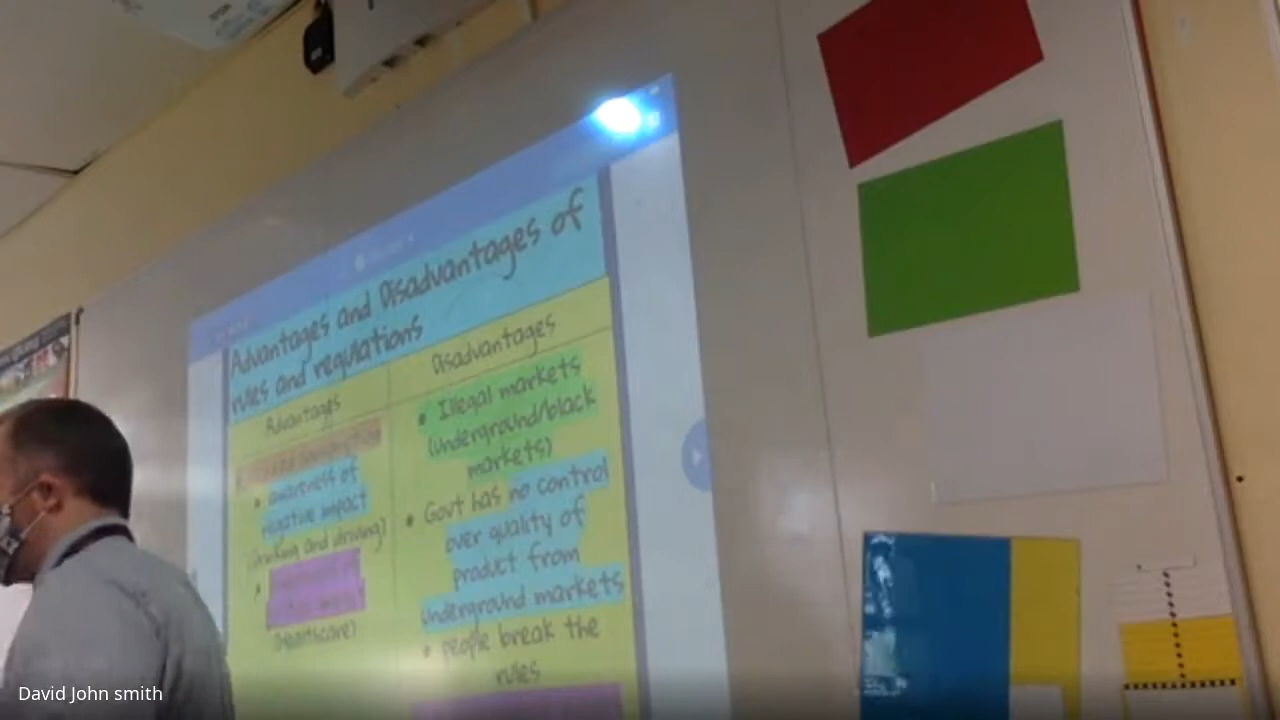 Advantages and Disadvantages of
rules and regulations
Advantages
Disadvantages
• awareness of
negative impact
(drinking and driving)
•
(healthcare)
• Illegal markets
(underground/black
markets)
• Govt has no control
over quality of
product from
underground markets
• people break the
rules
David John smith